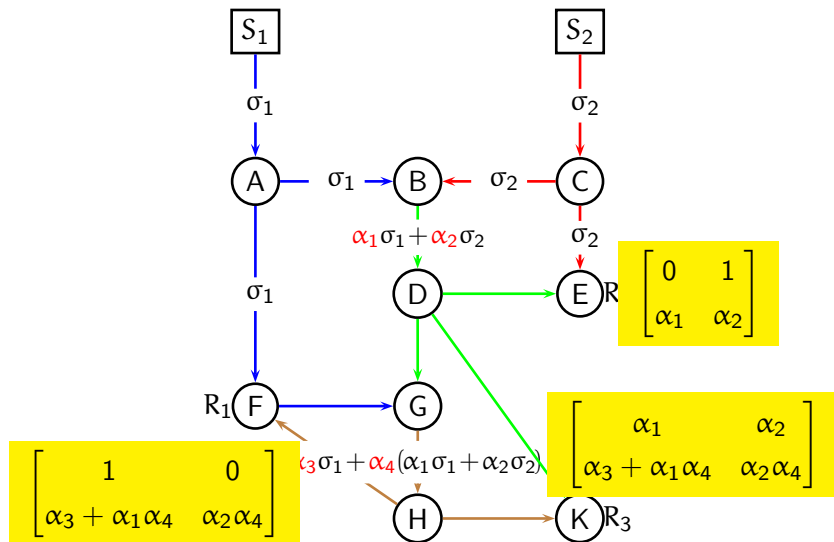 S₁ S₂
σ₁ σ₂
A σ₁ B σ₂ C
α₁σ₁ + α₂σ₂ σ₂
σ₁ D E R
[0 1; α₁ α₂]
R₁ F G
[α₁ α₂; α₃ + α₁α₄ α₂α₄]
α₃σ₁ + α₄(α₁σ₁ + α₂σ₂)
[1 0; α₃ + α₁α₄ α₂α₄]
H K R₃